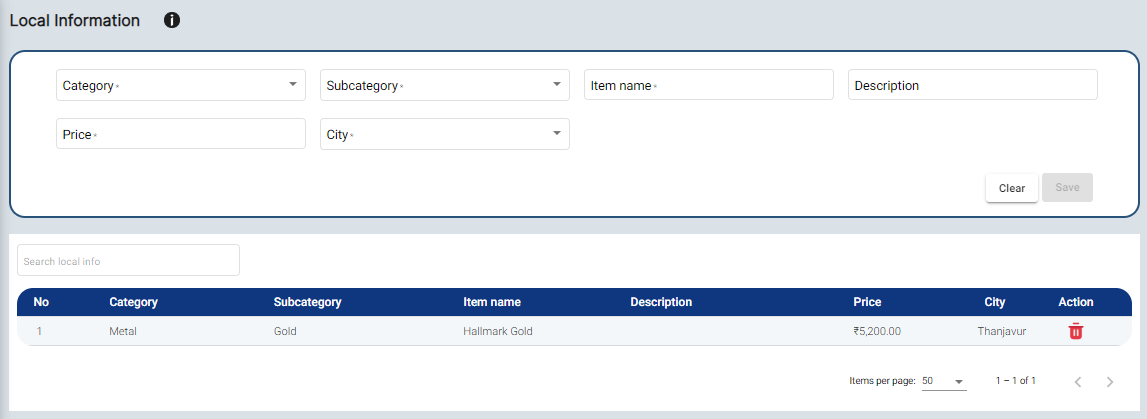 Local Information i
Category * Subcategory * Item name * Description
Price * City *
Clear Save
Search local info
No Category Subcategory Item name Description Price City Action
1 Metal Gold Hallmark Gold ₹5,200.00 Thanjavur
Items per page: 50 1 – 1 of 1